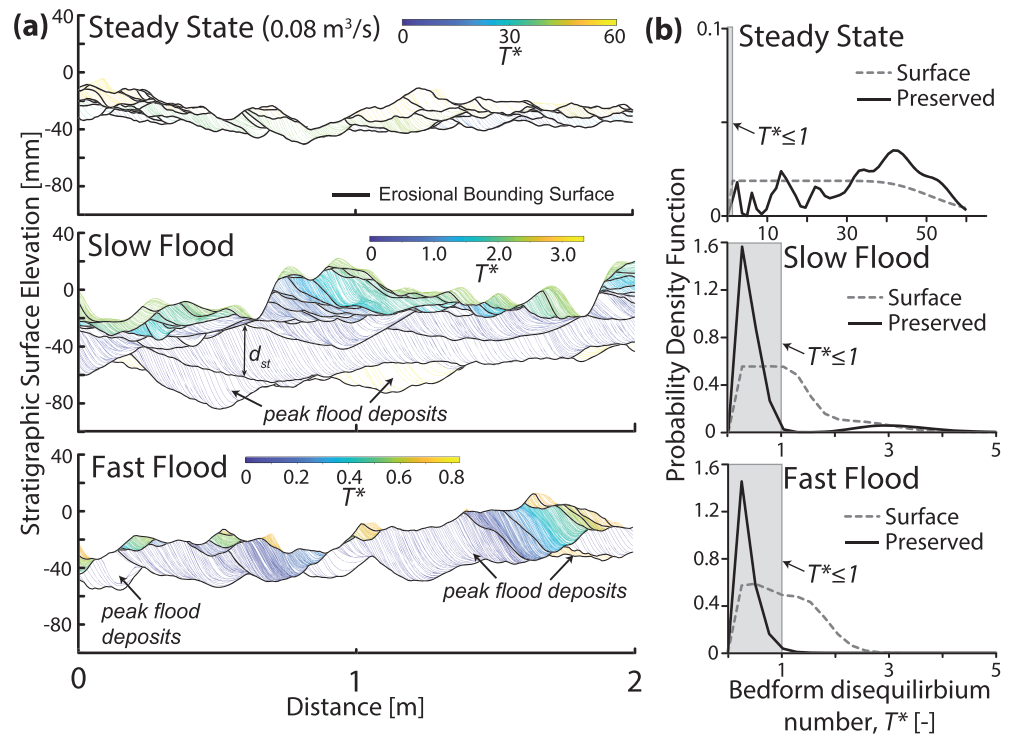 (a)
Steady State (0.08 m³/s)
0 30 60
T*
40
0
-40
-80
Erosional Bounding Surface
Stratigraphic Surface Elevation [mm]
Slow Flood
0 1.0 2.0 3.0
T*
40
0
-40
-80
dst
peak flood deposits
Fast Flood
0 0.2 0.4 0.6 0.8
T*
40
0
-40
-80
peak flood
deposits
peak flood deposits
0 1 2
Distance [m]
(b)
Steady State
0.1
0
Surface
Preserved
T*≤1
10 30 50
Probability Density Function
Slow Flood
1.6
1.2
0.8
0.4
0
Surface
Preserved
T*≤1
1 3 5
Fast Flood
1.6
1.2
0.8
0.4
0
Surface
Preserved
T*≤1
1 3 5
Bedform disequilirbium
number, T* [-]